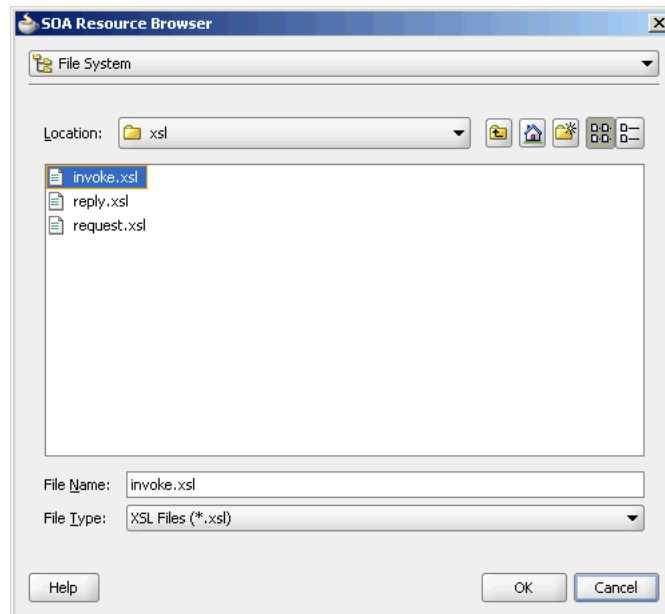 SOA Resource Browser
File System
Location: xsl
invoke.xsl
reply.xsl
request.xsl
File Name: invoke.xsl
File Type: XSL Files (*.xsl)
Help OK Cancel